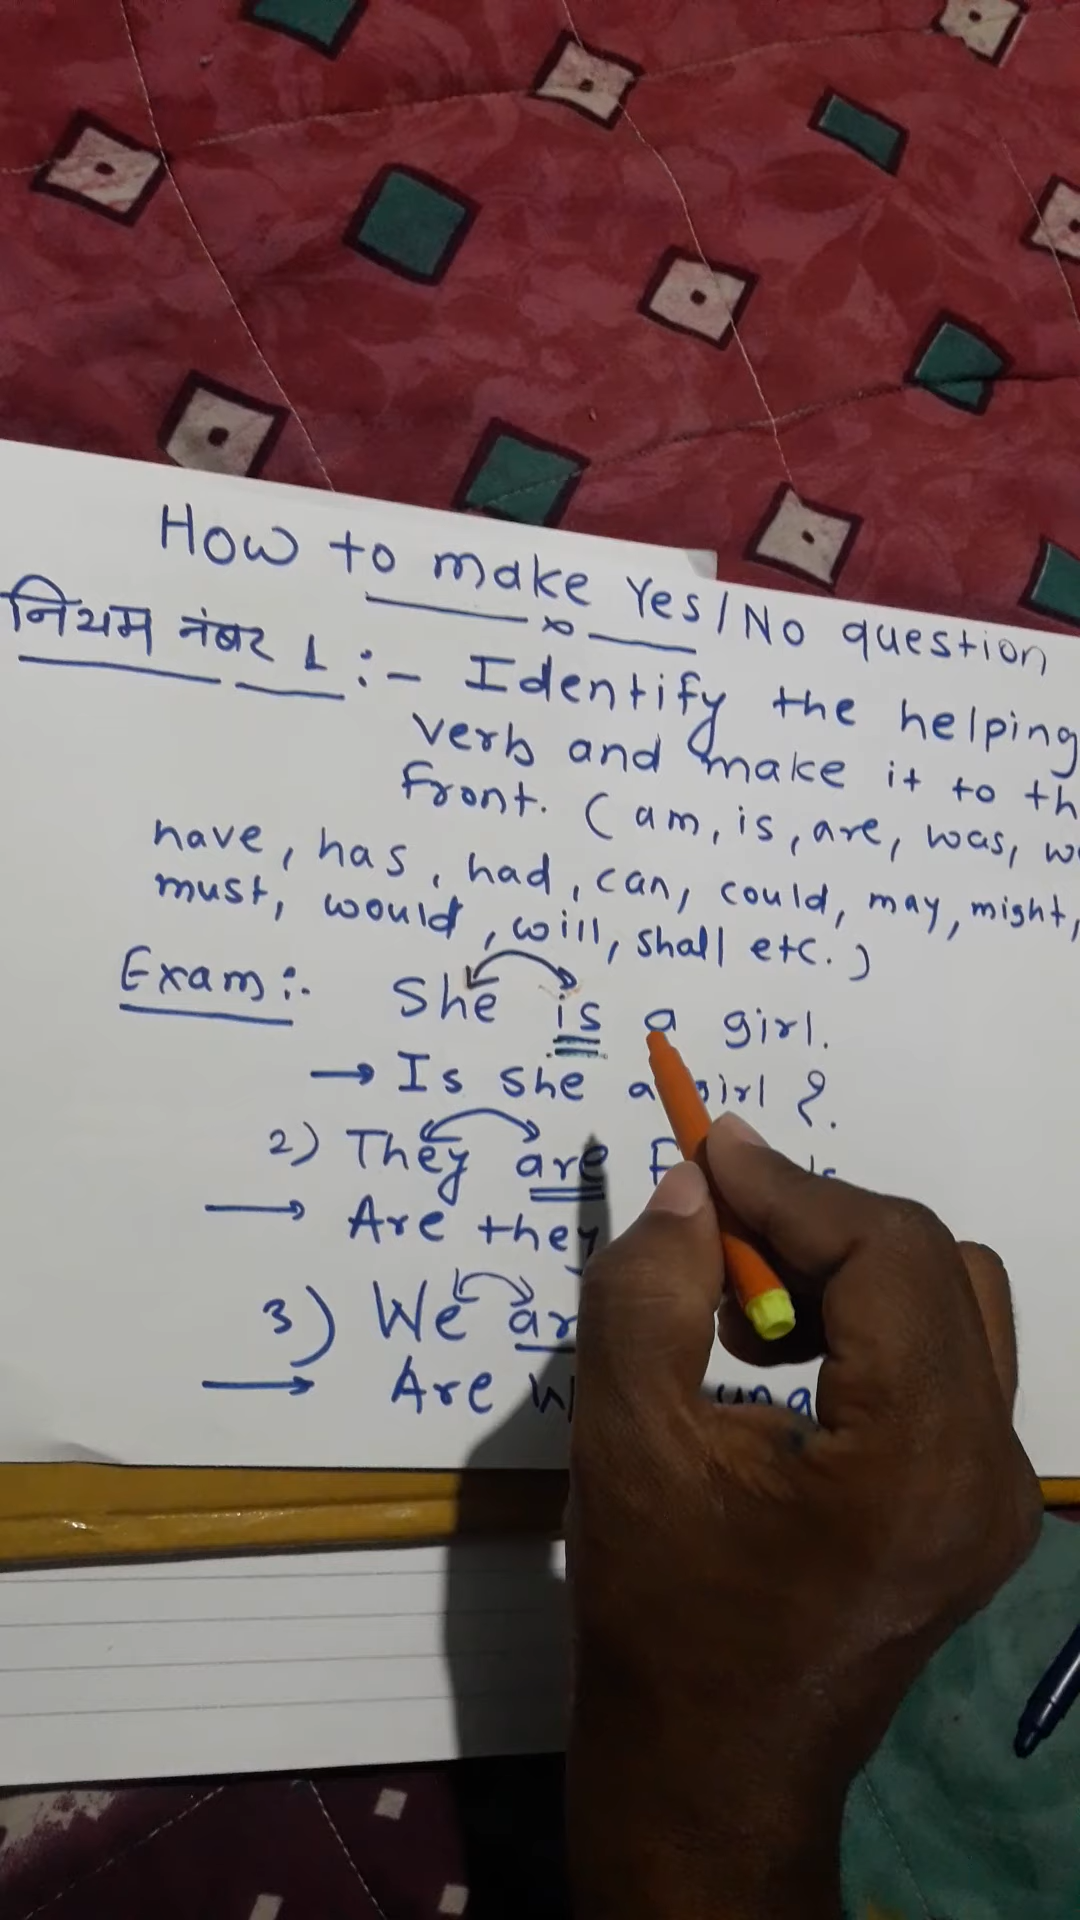 How to make Yes/No question
नियम नंबर 1 :- Identify the helping
verb and make it to
front. (am, is, are, was,
have, has, had, can, could, may, might,
must, would, will, shall etc.)
Exam:- She is a girl.
→ Is she a girl ?
2) They are
→ Are they
3) We
→ Are